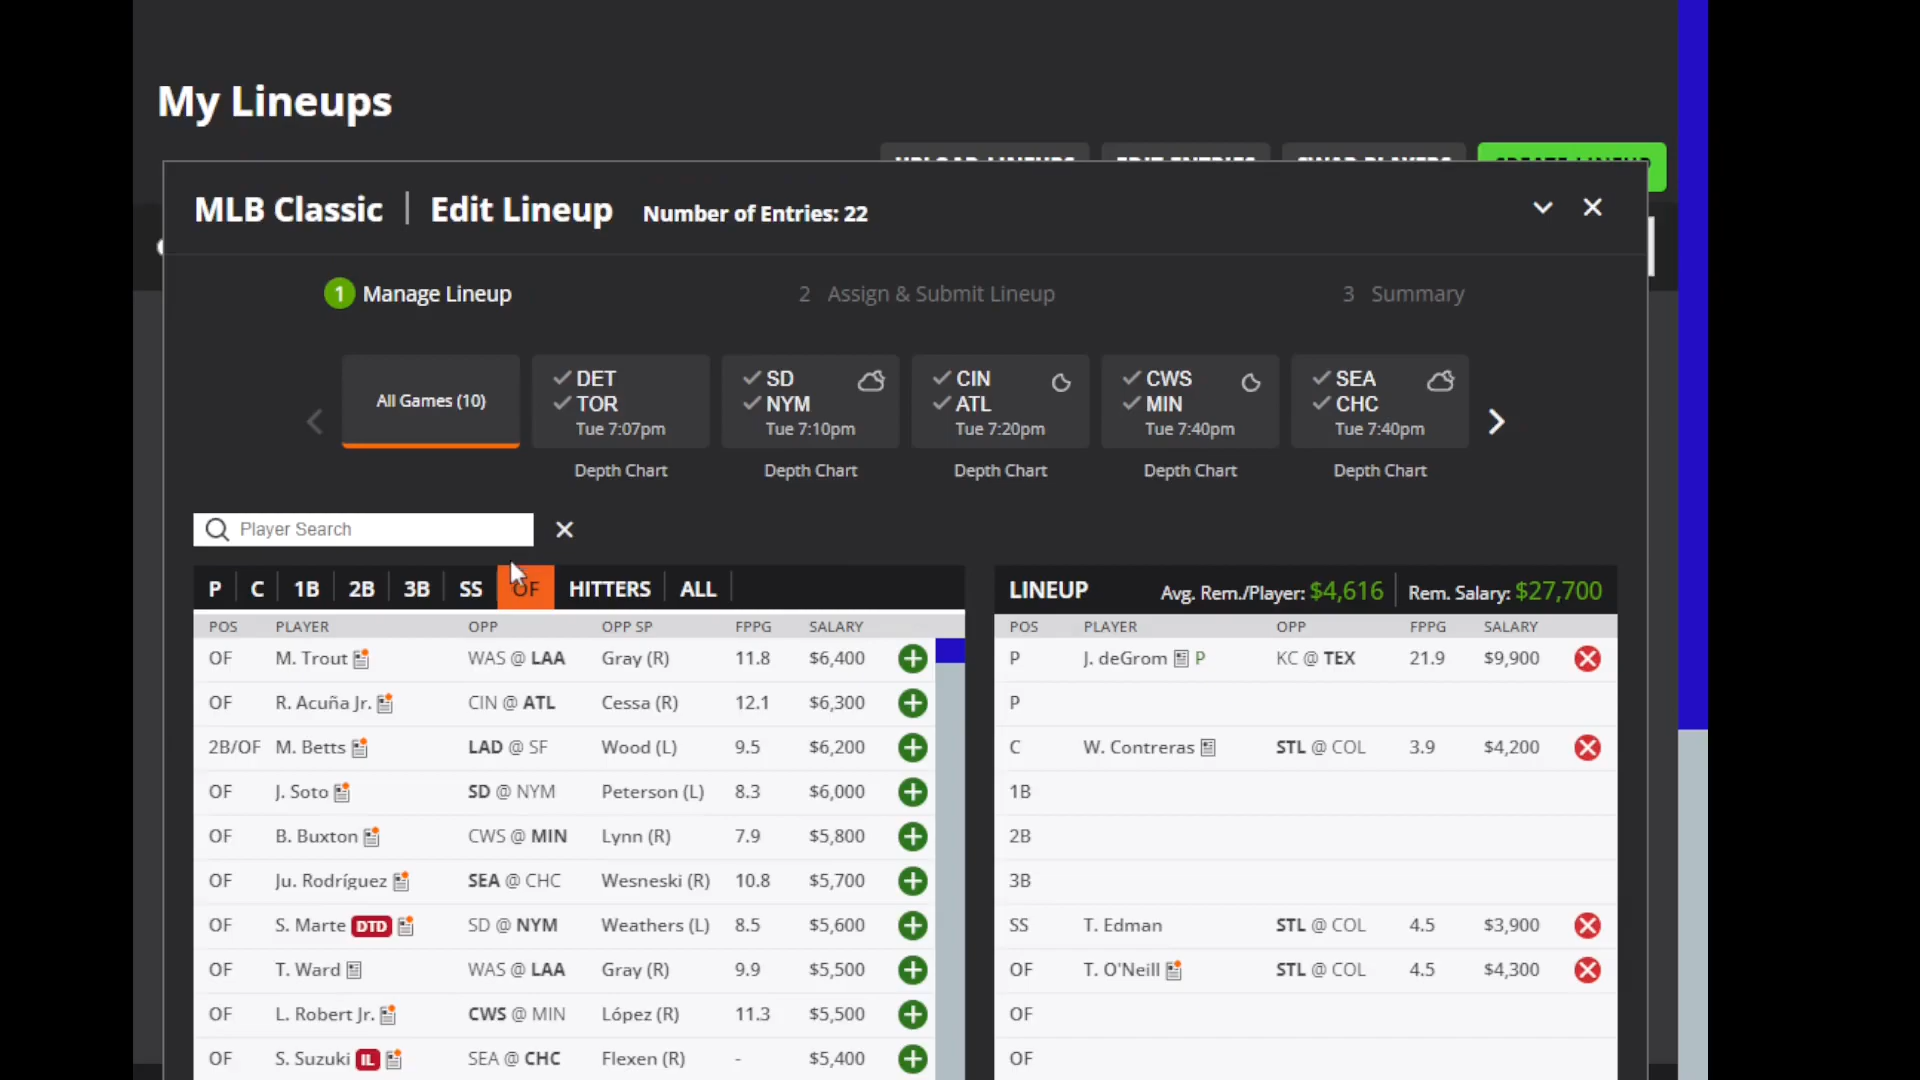 My Lineups
UPLOAD LINEUPS EDIT ENTRIES SWAP PLAYERS CREATE LINEUP
MLB Classic | Edit Lineup Number of Entries: 22
1 Manage Lineup 2 Assign & Submit Lineup 3 Summary
All Games (10)
DET
TOR
Tue 7:07pm
Depth Chart
SD
NYM
Tue 7:10pm
Depth Chart
CIN
ATL
Tue 7:20pm
Depth Chart
CWS
MIN
Tue 7:40pm
Depth Chart
SEA
CHC
Tue 7:40pm
Depth Chart
Player Search
P C 1B 2B 3B SS OF HITTERS ALL
POS PLAYER OPP OPP SP FPPG SALARY
OF M. Trout WAS @ LAA Gray (R) 11.8 $6,400
OF R. Acuña Jr. CIN @ ATL Cessa (R) 12.1 $6,300
2B/OF M. Betts LAD @ SF Wood (L) 9.5 $6,200
OF J. Soto SD @ NYM Peterson (L) 8.3 $6,000
OF B. Buxton CWS @ MIN Lynn (R) 7.9 $5,800
OF Ju. Rodríguez SEA @ CHC Wesneski (R) 10.8 $5,700
OF S. Marte DTD SD @ NYM Weathers (L) 8.5 $5,600
OF T. Ward WAS @ LAA Gray (R) 9.9 $5,500
OF L. Robert Jr. CWS @ MIN López (R) 11.3 $5,500
OF S. Suzuki IL SEA @ CHC Flexen (R) - $5,400
LINEUP Avg. Rem./Player: $4,616 Rem. Salary: $27,700
POS PLAYER OPP FPPG SALARY
P J. deGrom P KC @ TEX 21.9 $9,900
P
C W. Contreras STL @ COL 3.9 $4,200
1B
2B
3B
SS T. Edman STL @ COL 4.5 $3,900
OF T. O'Neill STL @ COL 4.5 $4,300
OF
OF